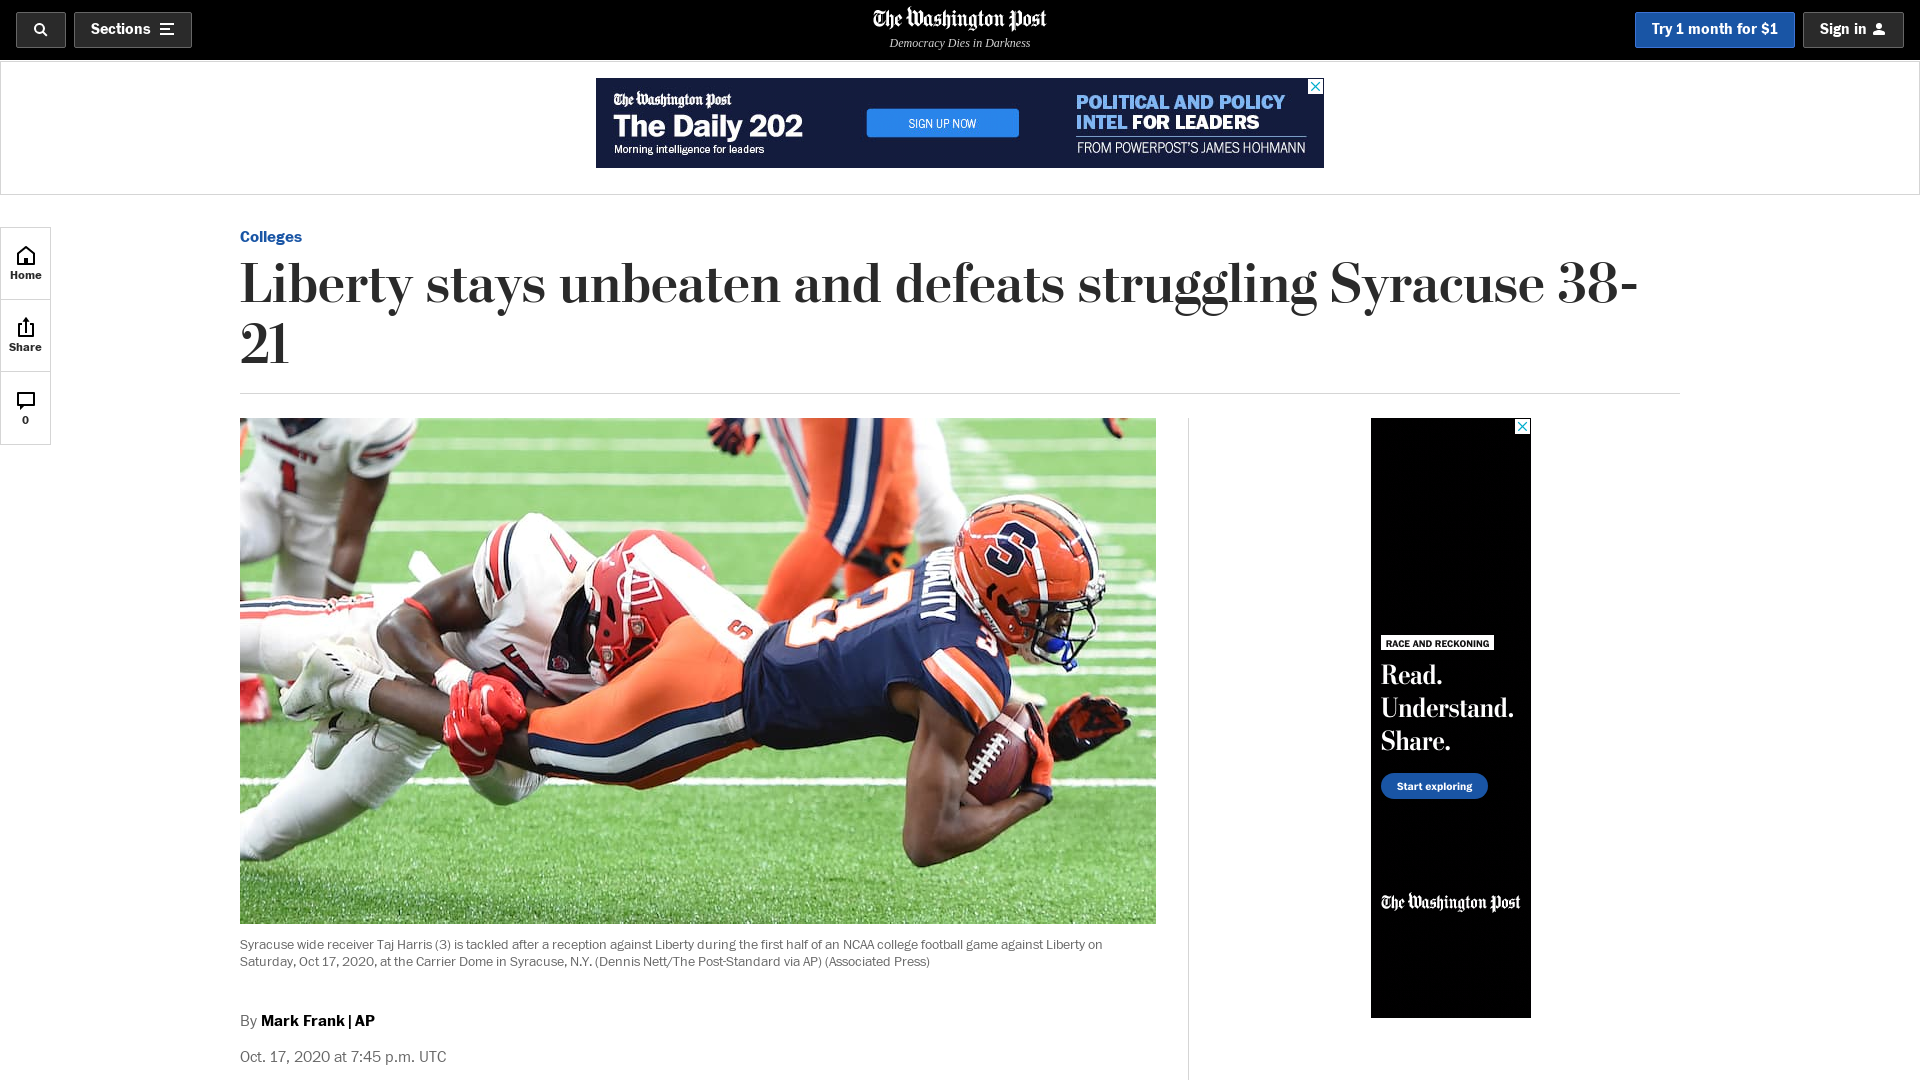 Sections
The Washington Post
Democracy Dies in Darkness
Try 1 month for $1
Sign in
The Washington Post
The Daily 202
Morning intelligence for leaders
SIGN UP NOW
POLITICAL AND POLICY
INTEL FOR LEADERS
FROM POWERPOST'S JAMES HOHMANN
Home
Share
0
Colleges
Liberty stays unbeaten and defeats struggling Syracuse 38-
21
1
7
S
3
3
S
Syracuse wide receiver Taj Harris (3) is tackled after a reception against Liberty during the first half of an NCAA college football game against Liberty on
Saturday, Oct 17, 2020, at the Carrier Dome in Syracuse, N.Y. (Dennis Nett/The Post-Standard via AP) (Associated Press)
By Mark Frank | AP
Oct. 17, 2020 at 7:45 p.m. UTC
RACE AND RECKONING
Read.
Understand.
Share.
Start exploring
The Washington Post